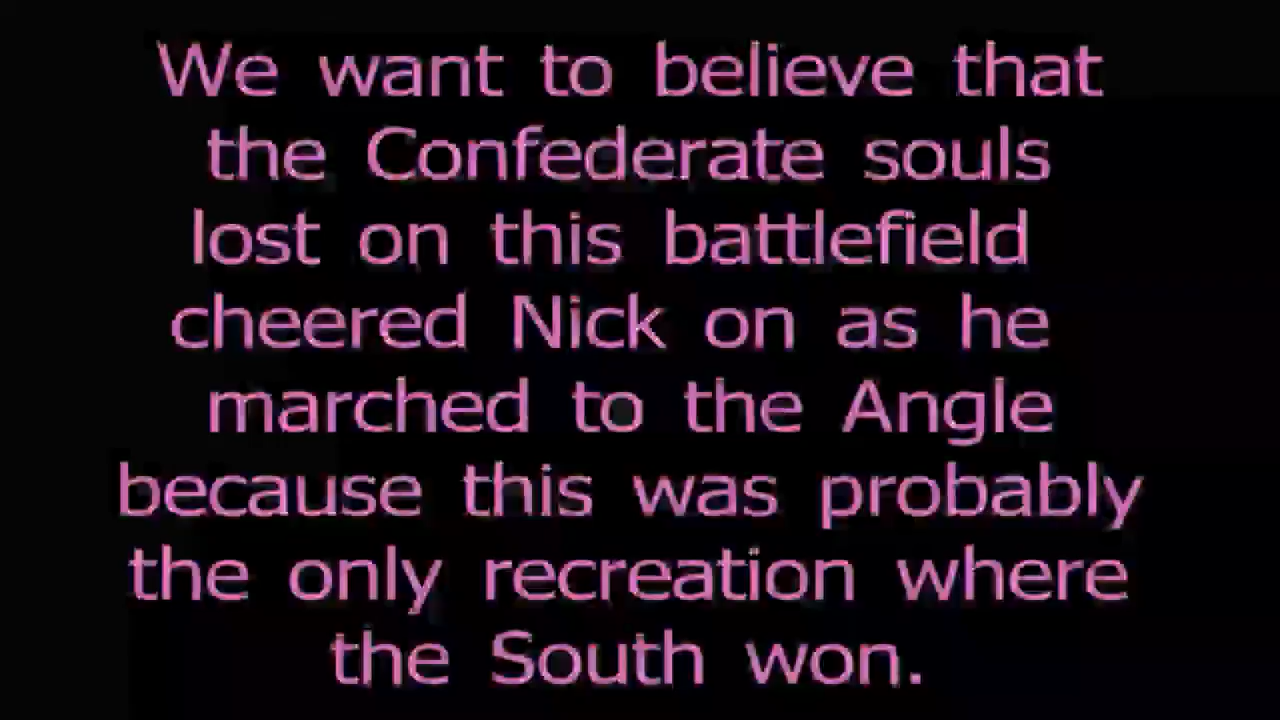 We want to believe that
the Confederate souls
lost on this battlefield
cheered Nick on as he
marched to the Angle
because this was probably
the only recreation where
the South won.